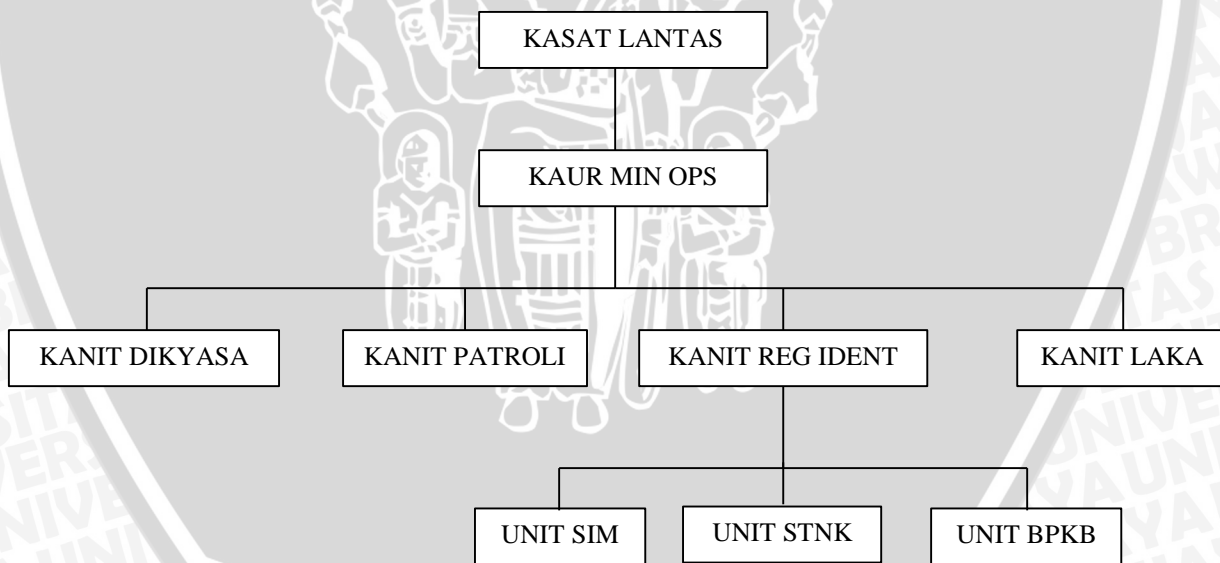 KASAT LANTAS
KAUR MIN OPS
KANIT DIKYASA
KANIT PATROLI
KANIT REG IDENT
KANIT LAKA
UNIT SIM
UNIT STNK
UNIT BPKB